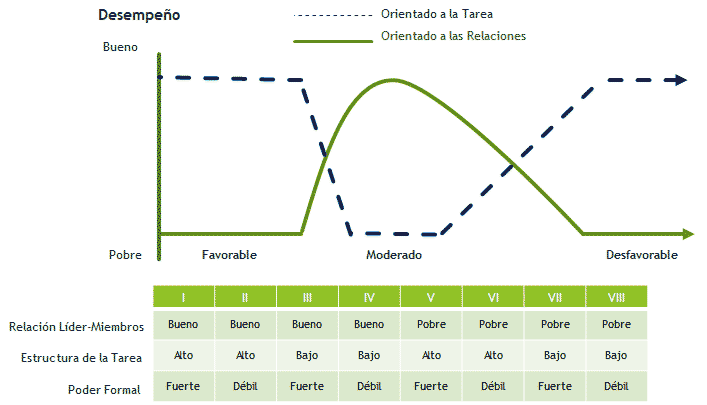 Desempeño
Orientado a la Tarea
Orientado a las Relaciones
Bueno
Pobre
Favorable
Moderado
Desfavorable
I II III IV V VI VII VIII
Relación Líder-Miembros Bueno Bueno Bueno Bueno Pobre Pobre Pobre Pobre
Estructura de la Tarea Alto Alto Bajo Bajo Alto Alto Bajo Bajo
Poder Formal Fuerte Débil Fuerte Débil Fuerte Débil Fuerte Débil